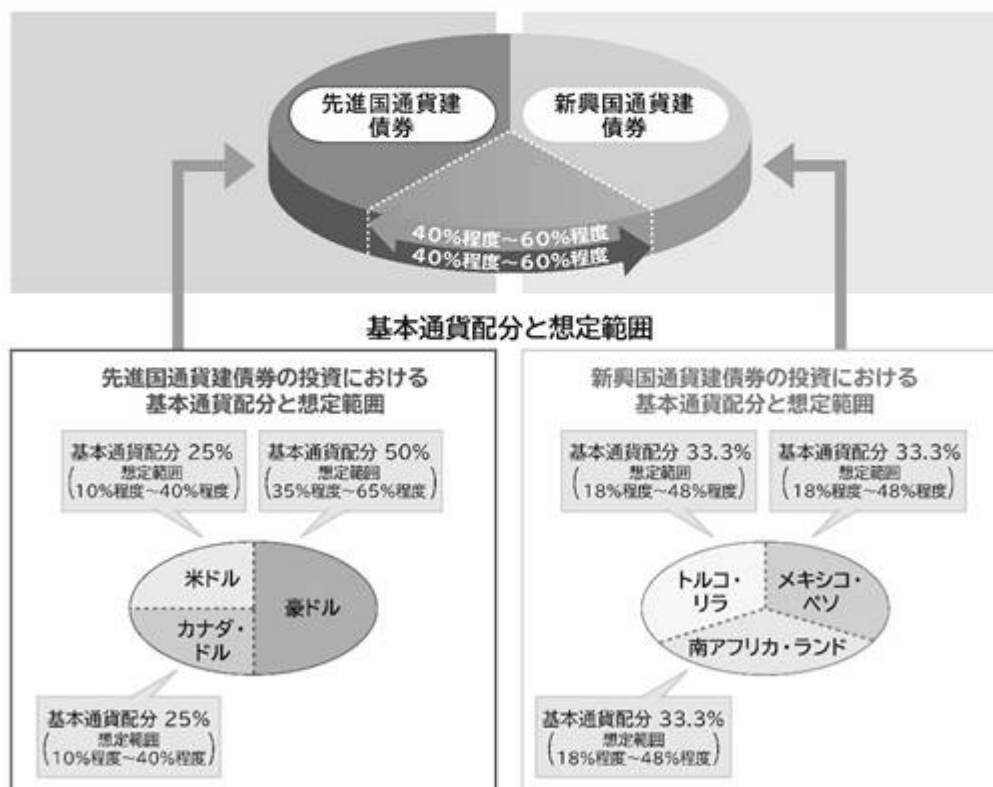 先進国通貨建
債券
新興国通貨建
債券
40%程度～60%程度
40%程度～60%程度
基本通貨配分と想定範囲
先進国通貨建債券の投資における
基本通貨配分と想定範囲
基本通貨配分 25%
想定範囲
(10%程度～40%程度)
基本通貨配分 50%
想定範囲
(35%程度～65%程度)
米ドル
豪ドル
カナダ・
ドル
基本通貨配分 25%
想定範囲
(10%程度～40%程度)
新興国通貨建債券の投資における
基本通貨配分と想定範囲
基本通貨配分 33.3%
想定範囲
(18%程度～48%程度)
基本通貨配分 33.3%
想定範囲
(18%程度～48%程度)
トルコ・
リラ
メキシコ・
ペソ
南アフリカ・ランド
基本通貨配分 33.3%
想定範囲
(18%程度～48%程度)